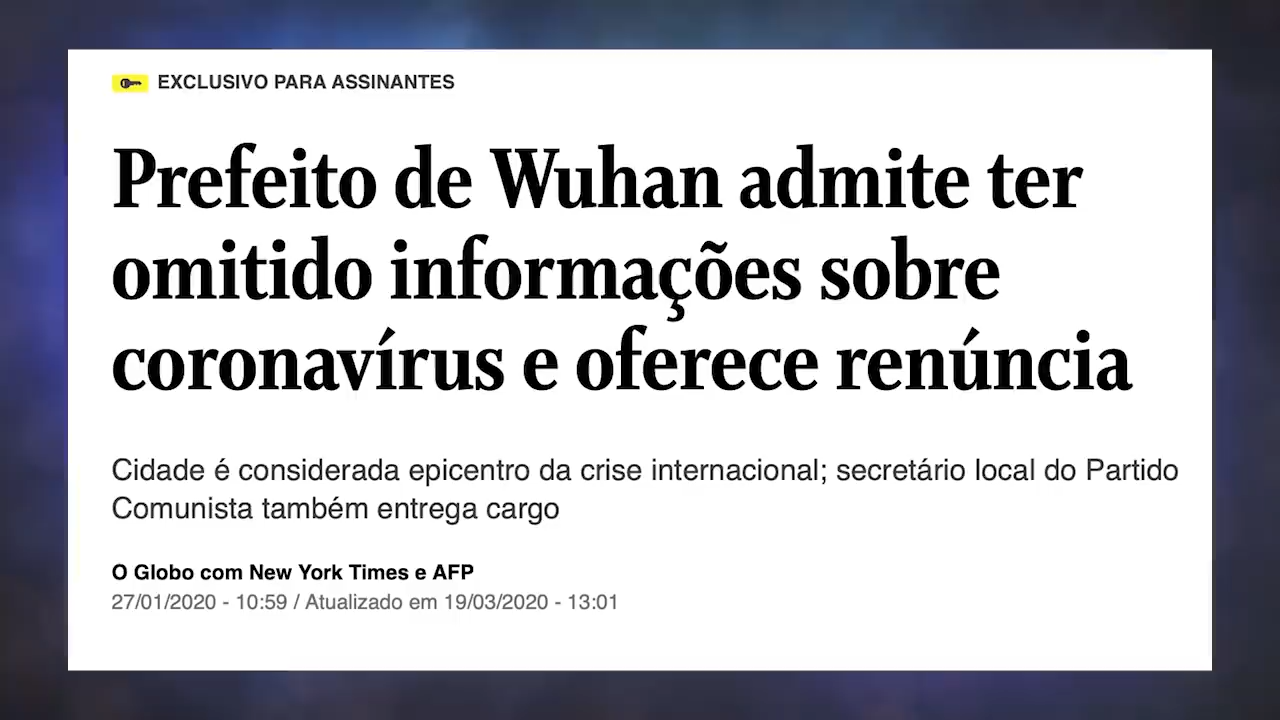 EXCLUSIVO PARA ASSINANTES
Prefeito de Wuhan admite ter
omitido informações sobre
coronavírus e oferece renúncia
Cidade é considerada epicentro da crise internacional; secretário local do Partido
Comunista também entrega cargo
O Globo com New York Times e AFP
27/01/2020 - 10:59 / Atualizado em 19/03/2020 - 13:01